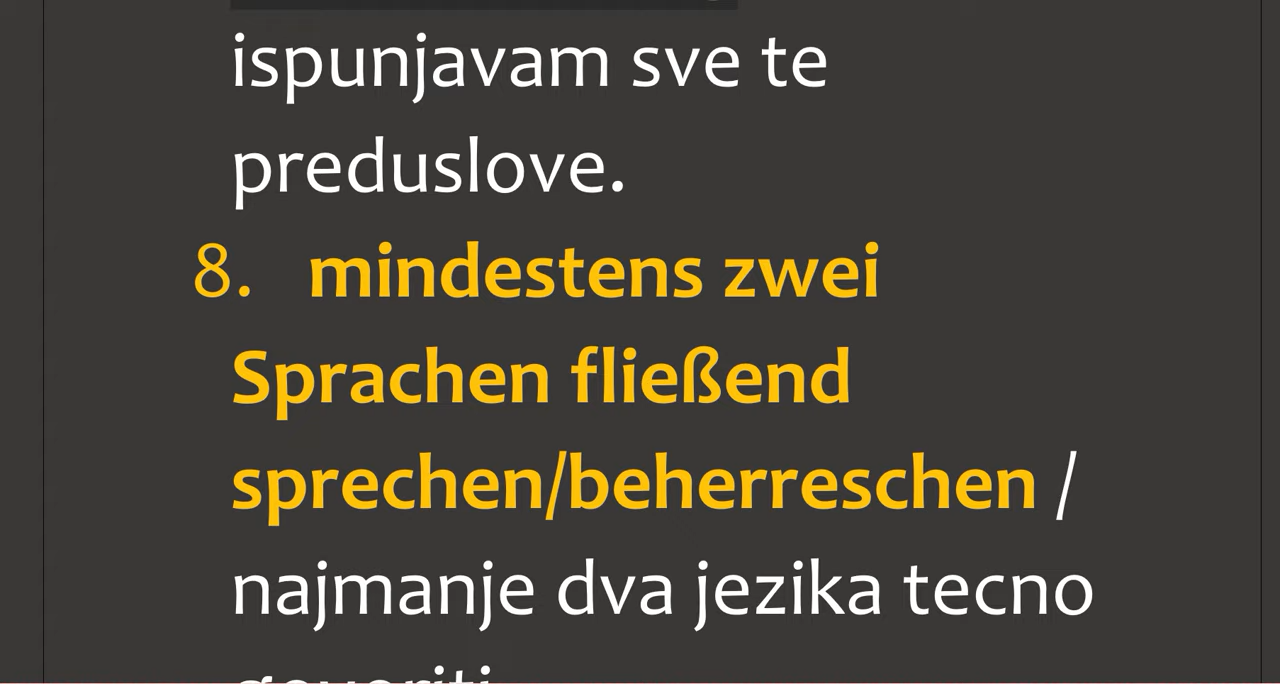 ispunjavam sve te
preduslove.
8. mindestens zwei
Sprachen fließend
sprechen/beherreschen /
najmanje dva jezika tecno